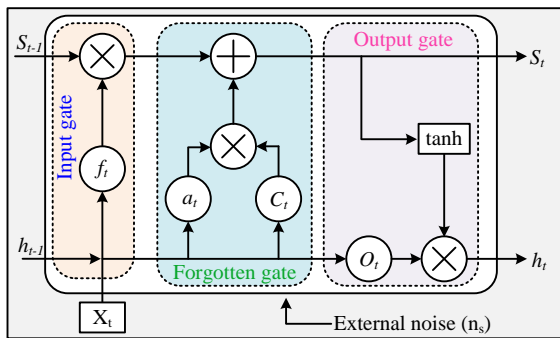 S_{t-1}
Output gate
S_t
Input gate
tanh
f_t
a_t
C_t
h_{t-1}
O_t
h_t
Forgotten gate
X_t
External noise (n_s)